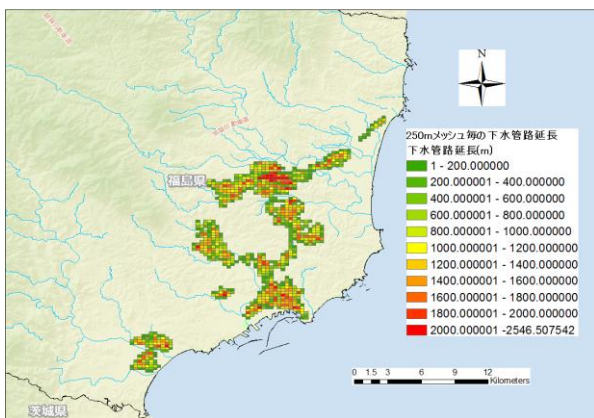 N
250mメッシュ毎の下水管路延長
下水管路延長(m)
1 - 200.000000
200.000001 - 400.000000
400.000001 - 600.000000
600.000001 - 800.000000
800.000001 - 1000.000000
1000.000001 - 1200.000000
1200.000001 - 1400.000000
1400.000001 - 1600.000000
1600.000001 - 1800.000000
1800.000001 - 2000.000000
2000.000001 -2546.507542
福島県
茨城県
0 1.5 3 6 9 12
Kilometers